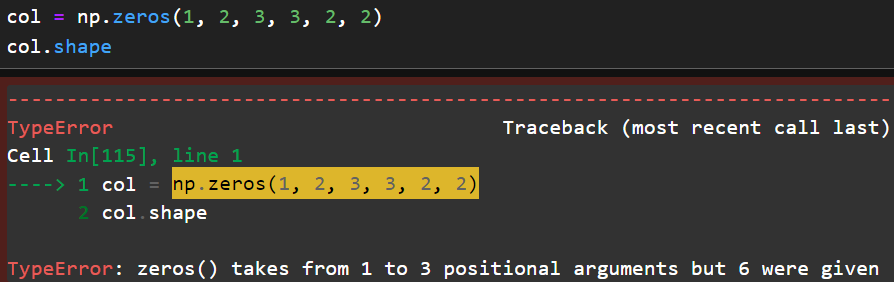 col = np.zeros(1, 2, 3, 3, 2, 2)
col.shape
---------------------------------------------------------------------------
TypeError                                 Traceback (most recent call last)
Cell In[115], line 1
----> 1 col = np.zeros(1, 2, 3, 3, 2, 2)
      2 col.shape
TypeError: zeros() takes from 1 to 3 positional arguments but 6 were given